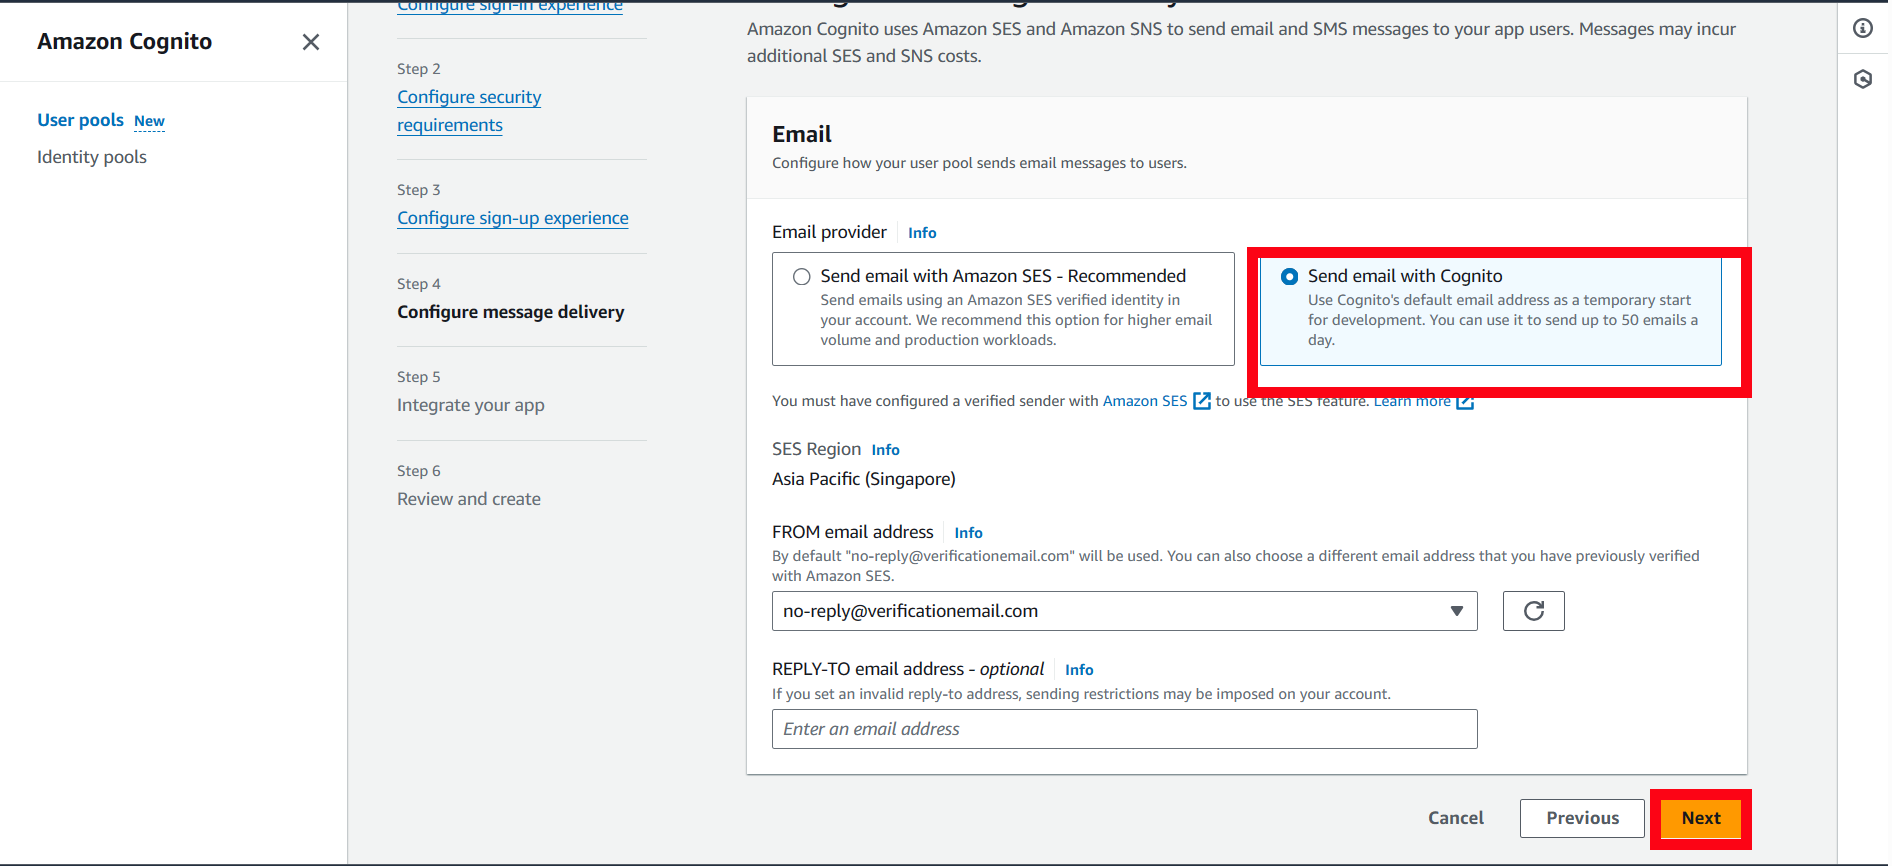 Amazon Cognito
User pools New
Identity pools
Configure sign-in experience
Step 2
Configure security
requirements
Step 3
Configure sign-up experience
Step 4
Configure message delivery
Step 5
Integrate your app
Step 6
Review and create
Amazon Cognito uses Amazon SES and Amazon SNS to send email and SMS messages to your app users. Messages may incur
additional SES and SNS costs.
Email
Configure how your user pool sends email messages to users.
Email provider Info
Send email with Amazon SES - Recommended
Send emails using an Amazon SES verified identity in
your account. We recommend this option for higher email
volume and production workloads.
Send email with Cognito
Use Cognito's default email address as a temporary start
for development. You can use it to send up to 50 emails a
day.
You must have configured a verified sender with Amazon SES to use the SES feature. Learn more
SES Region Info
Asia Pacific (Singapore)
FROM email address Info
By default "no-reply@verificationemail.com" will be used. You can also choose a different email address that you have previously verified
with Amazon SES.
no-reply@verificationemail.com
REPLY-TO email address - optional Info
If you set an invalid reply-to address, sending restrictions may be imposed on your account.
Enter an email address
Cancel Previous Next